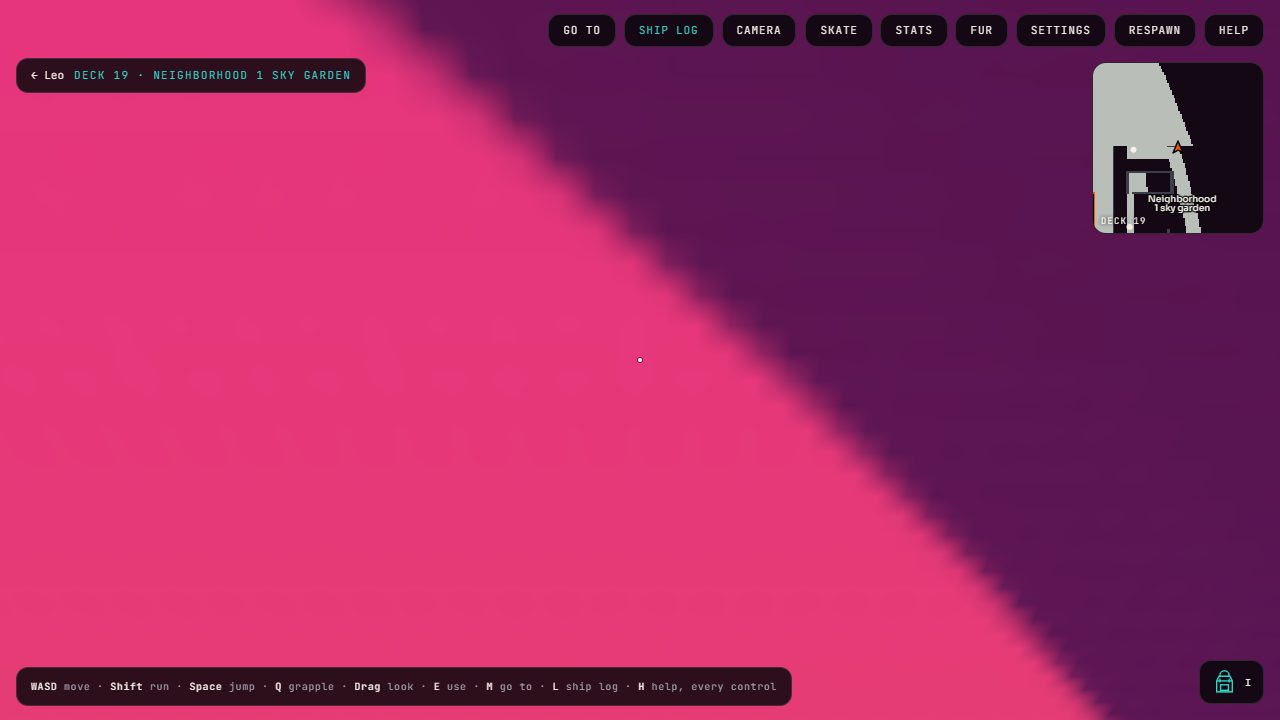 GO TO
SHIP LOG
CAMERA
SKATE
STATS
FUR
SETTINGS
RESPAWN
HELP
← Leo DECK 19 · NEIGHBORHOOD 1 SKY GARDEN
Neighborhood
1 sky garden
DECK 19
WASD move · Shift run · Space jump · Q grapple · Drag look · E use · M go to · L ship log · H help, every control
I